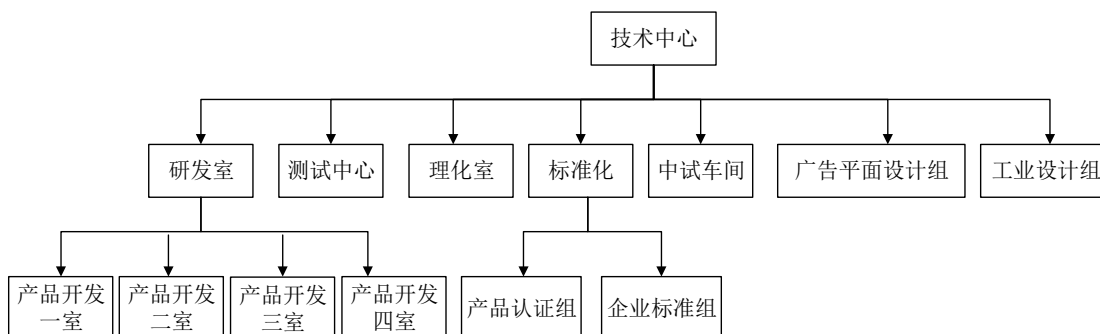 技术中心
研发室
测试中心
理化室
标准化
中试车间
广告平面设计组
工业设计组
产品开发
一室
产品开发
二室
产品开发
三室
产品开发
四室
产品认证组
企业标准组